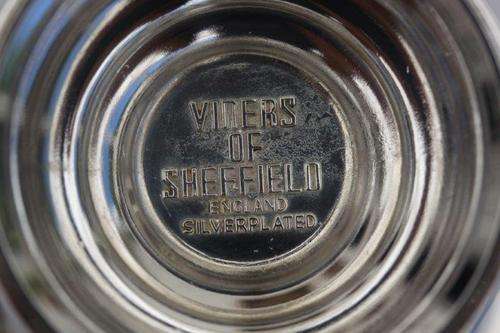 VINERS
OF
SHEFFIELD
ENGLAND
SILVERPLATED